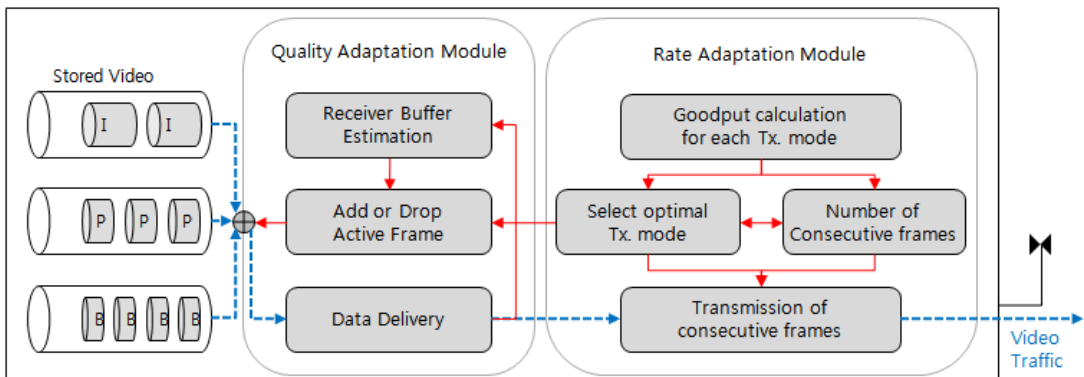 Quality Adaptation Module
Rate Adaptation Module
Stored Video
I I
P P P
B B B B
Receiver Buffer
Estimation
Add or Drop
Active Frame
Data Delivery
Goodput calculation
for each Tx. mode
Select optimal
Tx. mode
Number of
Consecutive frames
Transmission of
consecutive frames
Video
Traffic